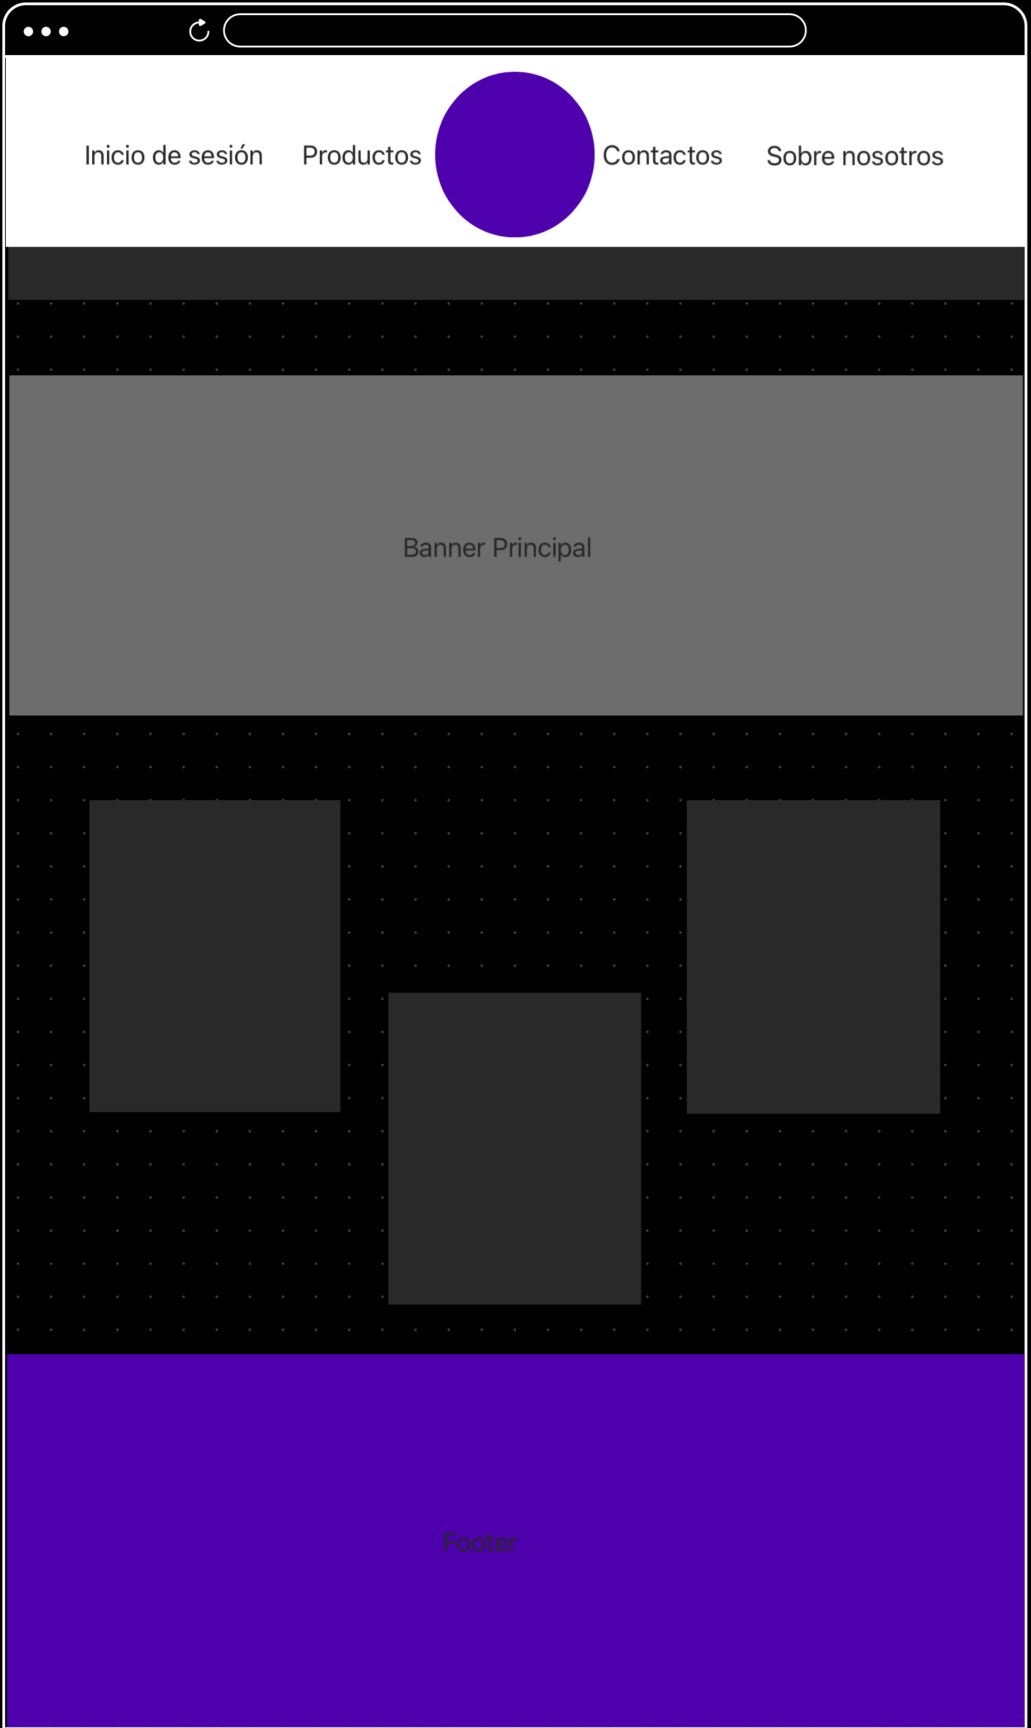 Inicio de sesión Productos Contactos Sobre nosotros
Banner Principal
Footer